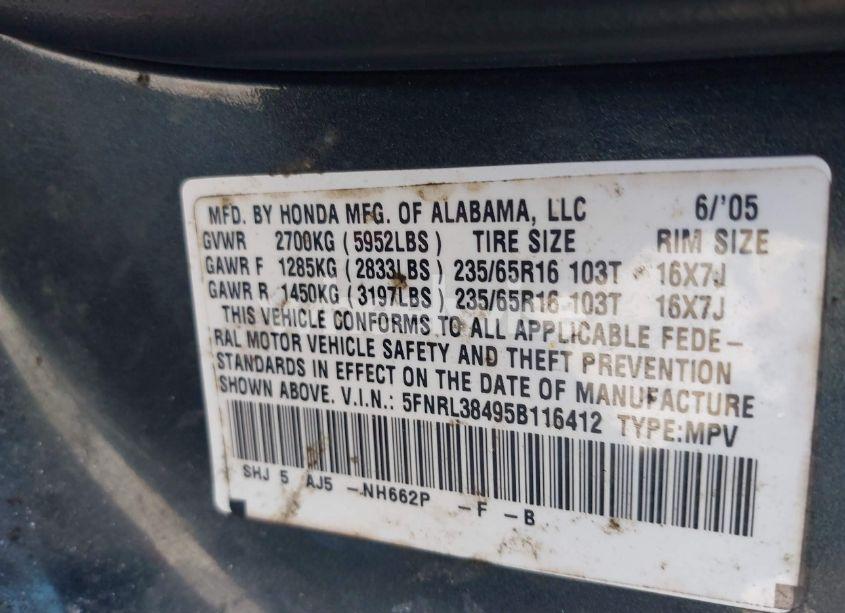 MFD. BY HONDA MFG. OF ALABAMA, LLC 6/'05
GVWR 2700KG (5952LBS) TIRE SIZE RIM SIZE
GAWR F 1285KG (2833LBS) 235/65R16 103T 16X7J
GAWR R 1450KG (3197LBS) 235/65R16 103T 16X7J
THIS VEHICLE CONFORMS TO ALL APPLICABLE FEDE-
RAL MOTOR VEHICLE SAFETY AND THEFT PREVENTION
STANDARDS IN EFFECT ON THE DATE OF MANUFACTURE
SHOWN ABOVE. V.I.N.: 5FNRL38495B116412 TYPE:MPV
SHJ 5 AJ5 -NH662P -F -B